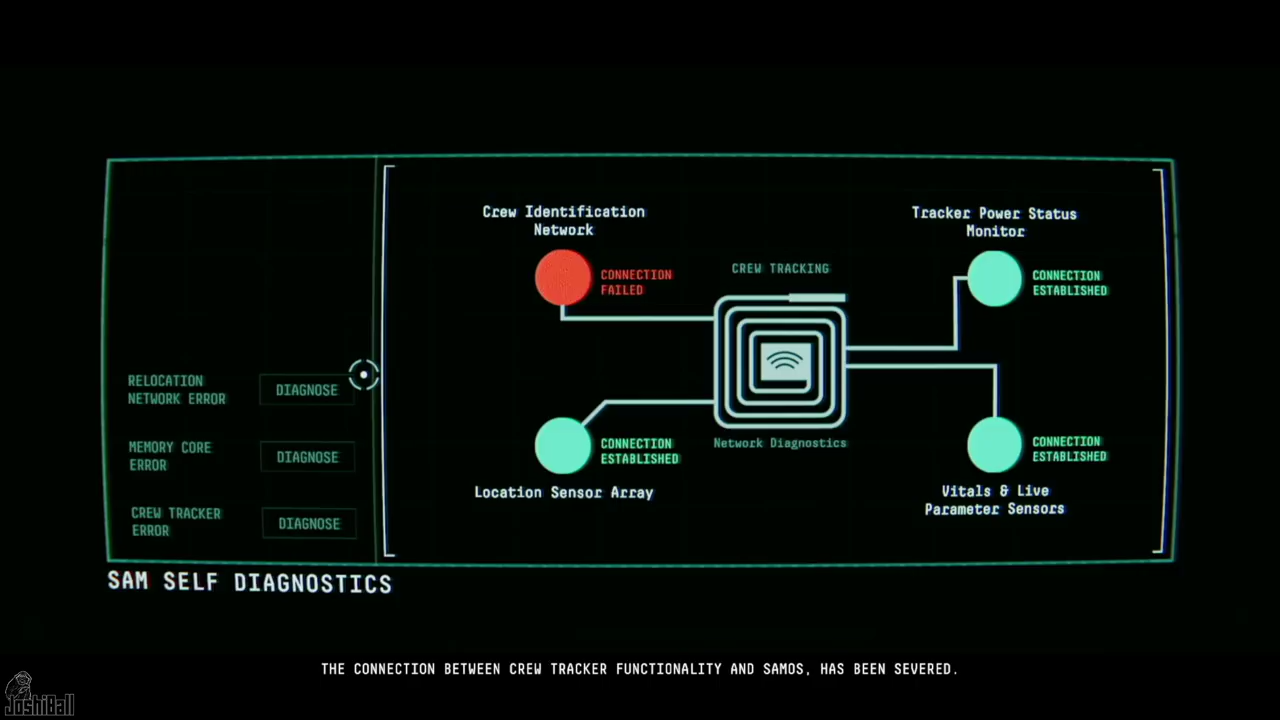 Crew Identification
Network
CONNECTION
FAILED
CREW TRACKING
Tracker Power Status
Monitor
CONNECTION
ESTABLISHED
RELOCATION
NETWORK ERROR
DIAGNOSE
MEMORY CORE
ERROR
DIAGNOSE
CREW TRACKER
ERROR
DIAGNOSE
CONNECTION
ESTABLISHED
Location Sensor Array
Network Diagnostics
CONNECTION
ESTABLISHED
Vitals & Live
Parameter Sensors
SAM SELF DIAGNOSTICS
THE CONNECTION BETWEEN CREW TRACKER FUNCTIONALITY AND SAMOS, HAS BEEN SEVERED.
JoshiBall